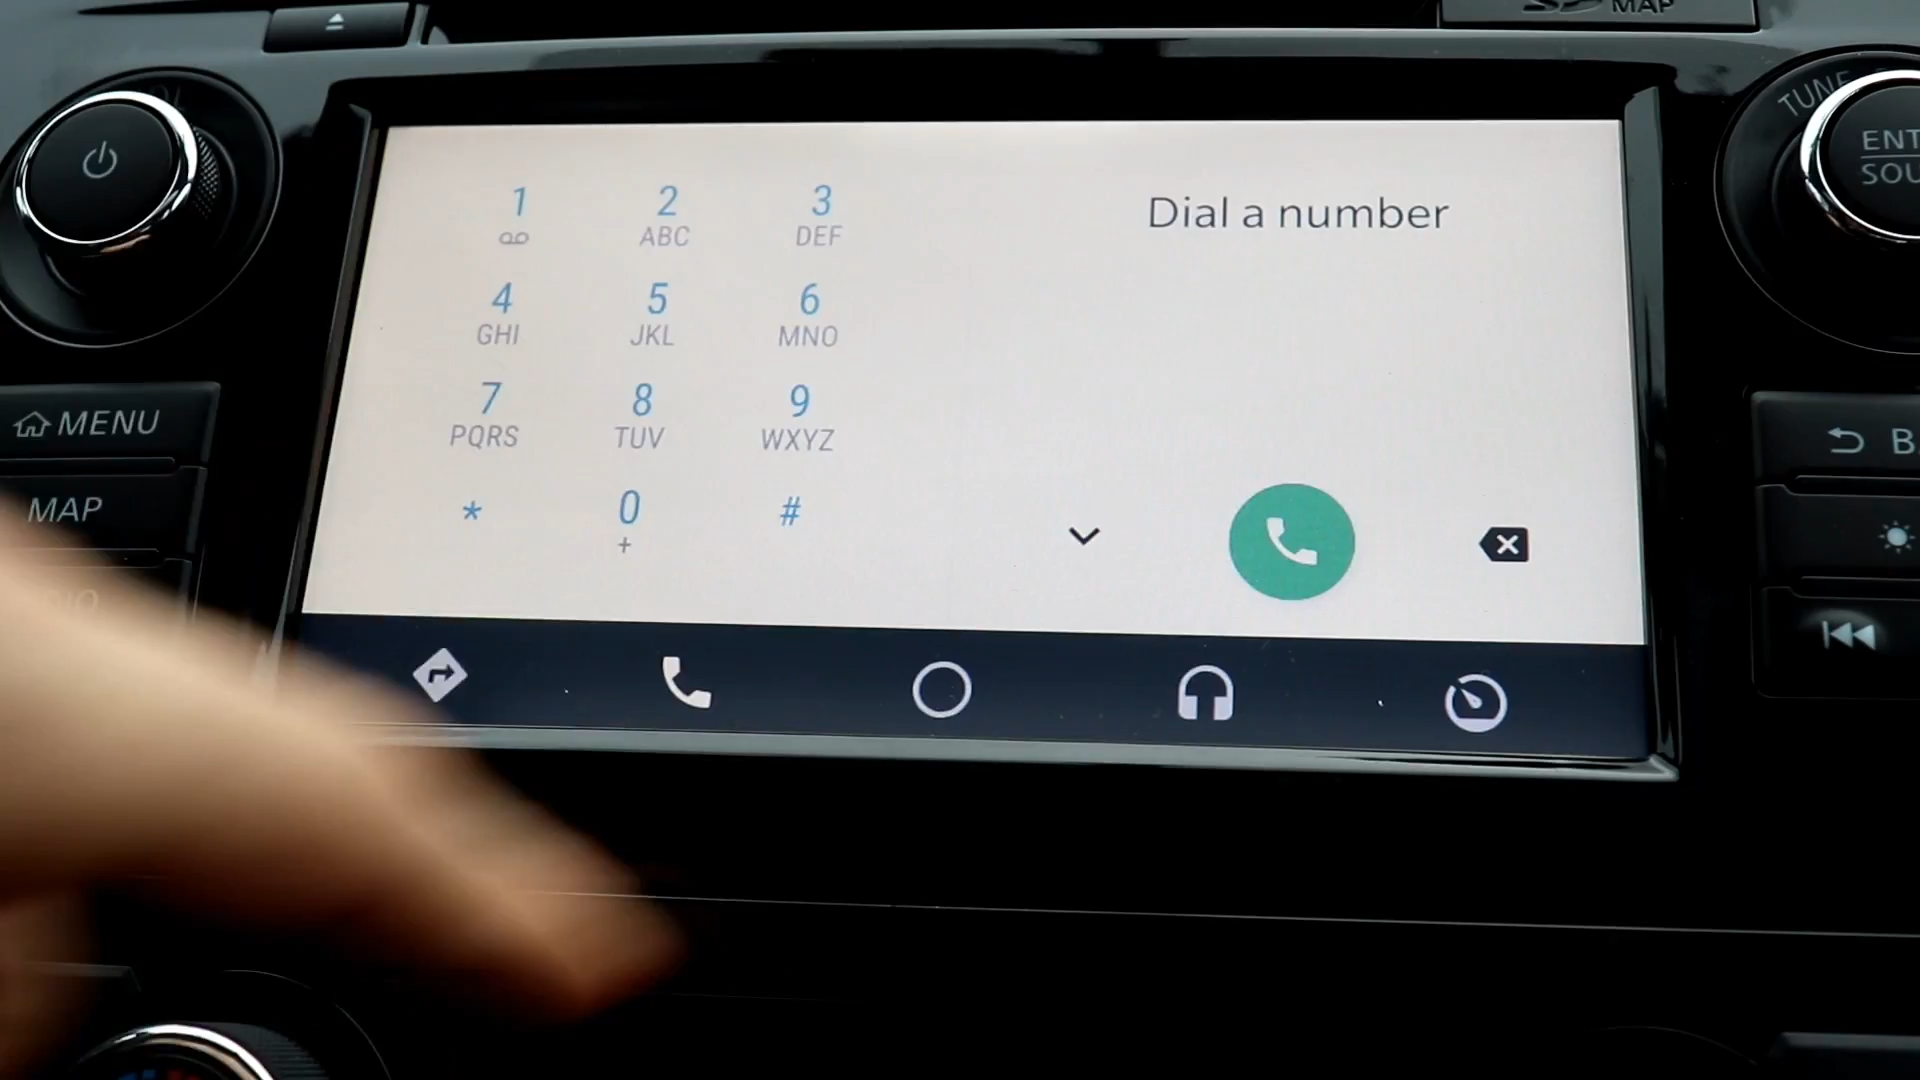 MAP
TUNE
ENT
SOU
1
2
ABC
3
DEF
Dial a number
4
GHI
5
JKL
6
MNO
7
PQRS
8
TUV
9
WXYZ
*
0
+
#
MENU
MAP
B